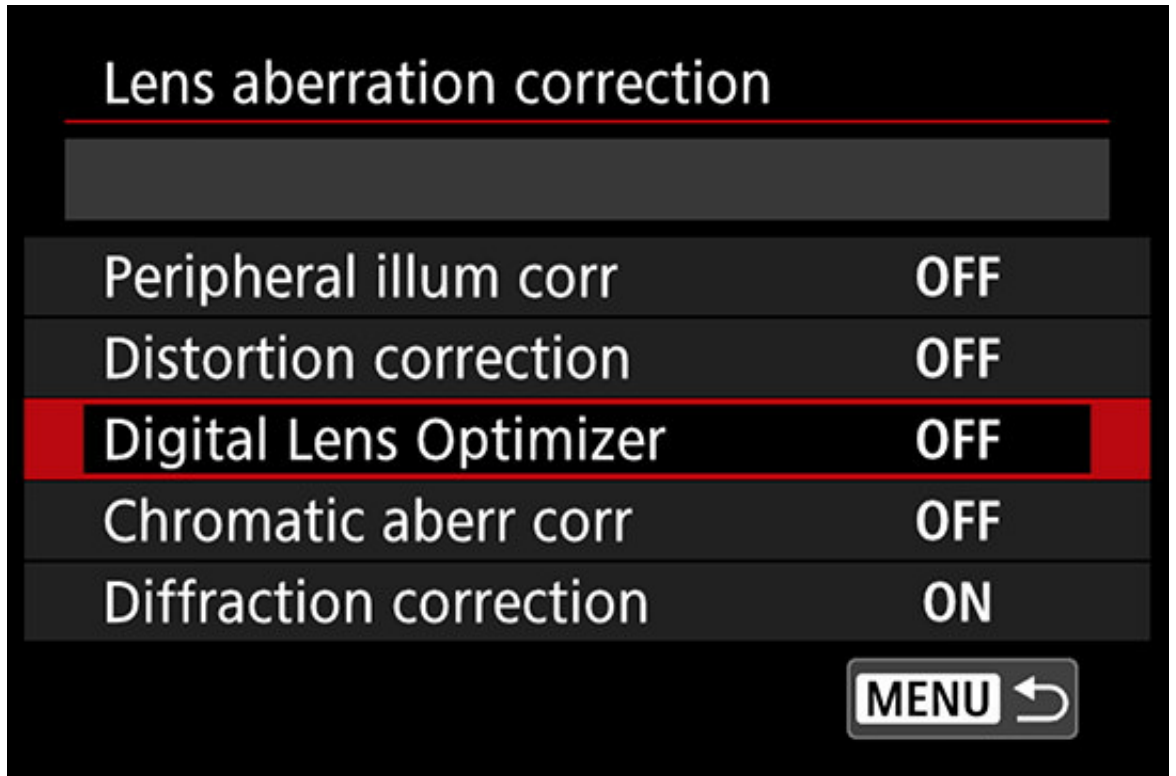 Lens aberration correction
Peripheral illum corr OFF
Distortion correction OFF
Digital Lens Optimizer OFF
Chromatic aberr corr OFF
Diffraction correction ON
MENU